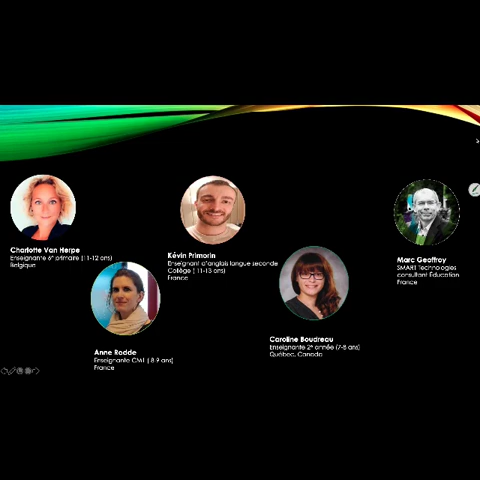 Charlotte Van Herpe
Enseignante 6e primaire (11-12 ans)
Belgique
Kévin Primorin
Enseignant d'anglais langue seconde
Collège ( 11-13 ans)
France
Marc Geoffroy
SMART Technologies
consultant Éducation
France
Anne Rodde
Enseignante CM1 ( 8-9 ans)
France
Caroline Boudreau
Enseignante 2e année (7-8 ans)
Québec, Canada